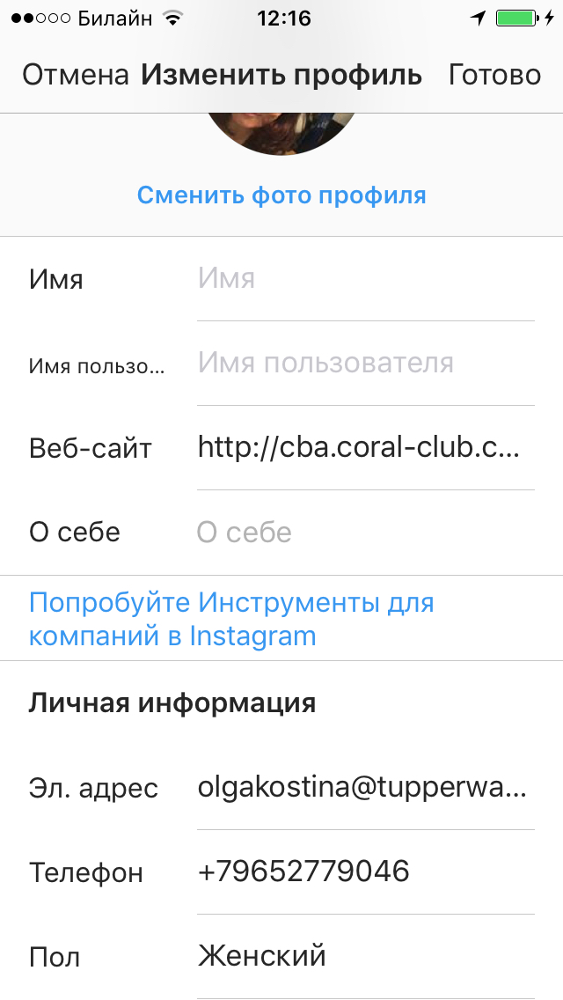 Билайн 12:16
Отмена Изменить профиль Готово
Сменить фото профиля
Имя Имя
Имя пользо... Имя пользователя
Веб-сайт http://cba.coral-club.c...
О себе О себе
Попробуйте Инструменты для
компаний в Instagram
Личная информация
Эл. адрес olgakostina@tupperwa...
Телефон +79652779046
Пол Женский